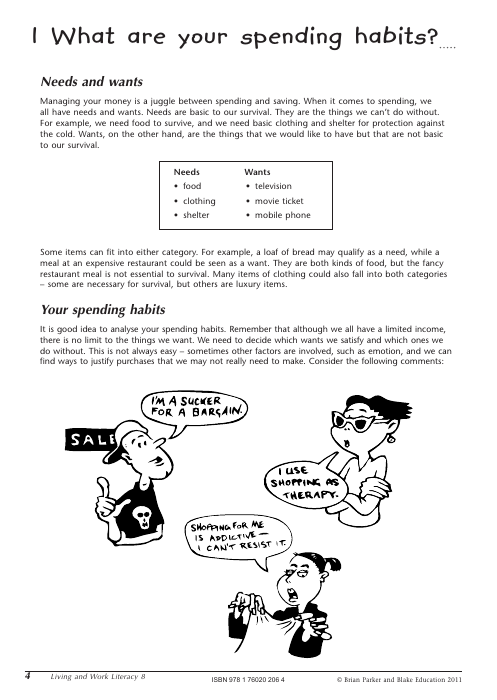 1 What are your spending habits?.....
Needs and wants
Managing your money is a juggle between spending and saving. When it comes to spending, we
all have needs and wants. Needs are basic to our survival. They are the things we can't do without.
For example, we need food to survive, and we need basic clothing and shelter for protection against
the cold. Wants, on the other hand, are the things that we would like to have but that are not basic
to our survival.
Needs Wants
• food • television
• clothing • movie ticket
• shelter • mobile phone
Some items can fit into either category. For example, a loaf of bread may qualify as a need, while a
meal at an expensive restaurant could be seen as a want. They are both kinds of food, but the fancy
restaurant meal is not essential to survival. Many items of clothing could also fall into both categories
– some are necessary for survival, but others are luxury items.
Your spending habits
It is good idea to analyse your spending habits. Remember that although we all have a limited income,
there is no limit to the things we want. We need to decide which wants we satisfy and which ones we
do without. This is not always easy – sometimes other factors are involved, such as emotion, and we can
find ways to justify purchases that we may not really need to make. Consider the following comments:
I'M A SUCKER
FOR A BARGAIN.
SALE
I USE
SHOPPING AS
THERAPY.
SHOPPING FOR ME
IS ADDICTIVE –
I CAN'T RESIST IT.
4 Living and Work Literacy 8 ISBN 978 1 76020 206 4 © Brian Parker and Blake Education 2011